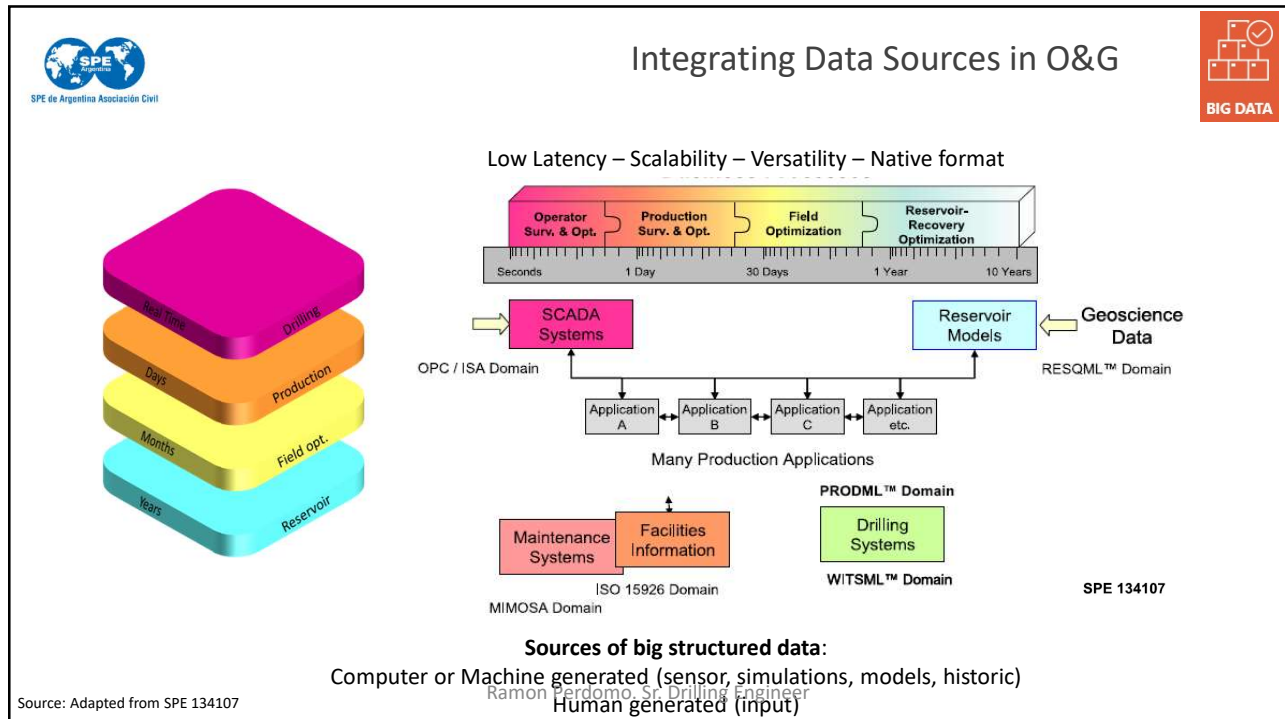 SPE
Argentina
SPE de Argentina Asociación Civil
Integrating Data Sources in O&G
BIG DATA
Low Latency – Scalability – Versatility – Native format
Operator
Surv. & Opt.
Production
Surv. & Opt.
Field
Optimization
Reservoir-
Recovery
Optimization
Seconds
1 Day
30 Days
1 Year
10 Years
Real Time
Drilling
Days
Production
Months
Field opt.
Years
Reservoir
SCADA
Systems
Reservoir
Models
Geoscience
Data
OPC / ISA Domain
RESQML™ Domain
Application
A
Application
B
Application
C
Application
etc.
Many Production Applications
PRODML™ Domain
Maintenance
Systems
Facilities
Information
Drilling
Systems
ISO 15926 Domain
MIMOSA Domain
WITSML™ Domain
SPE 134107
Sources of big structured data:
Computer or Machine generated (sensor, simulations, models, historic)
Ramon Perdomo. Sr. Drilling Engineer
Human generated (input)
Source: Adapted from SPE 134107